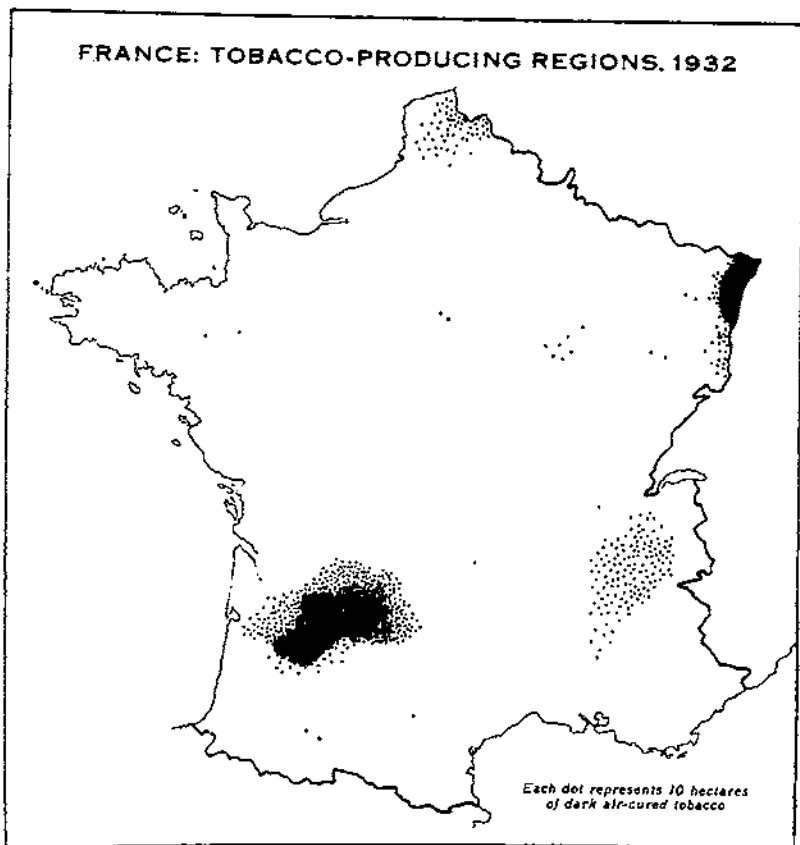 FRANCE: TOBACCO-PRODUCING REGIONS. 1932
Each dot represents 10 hectares
of dark air-cured tobacco